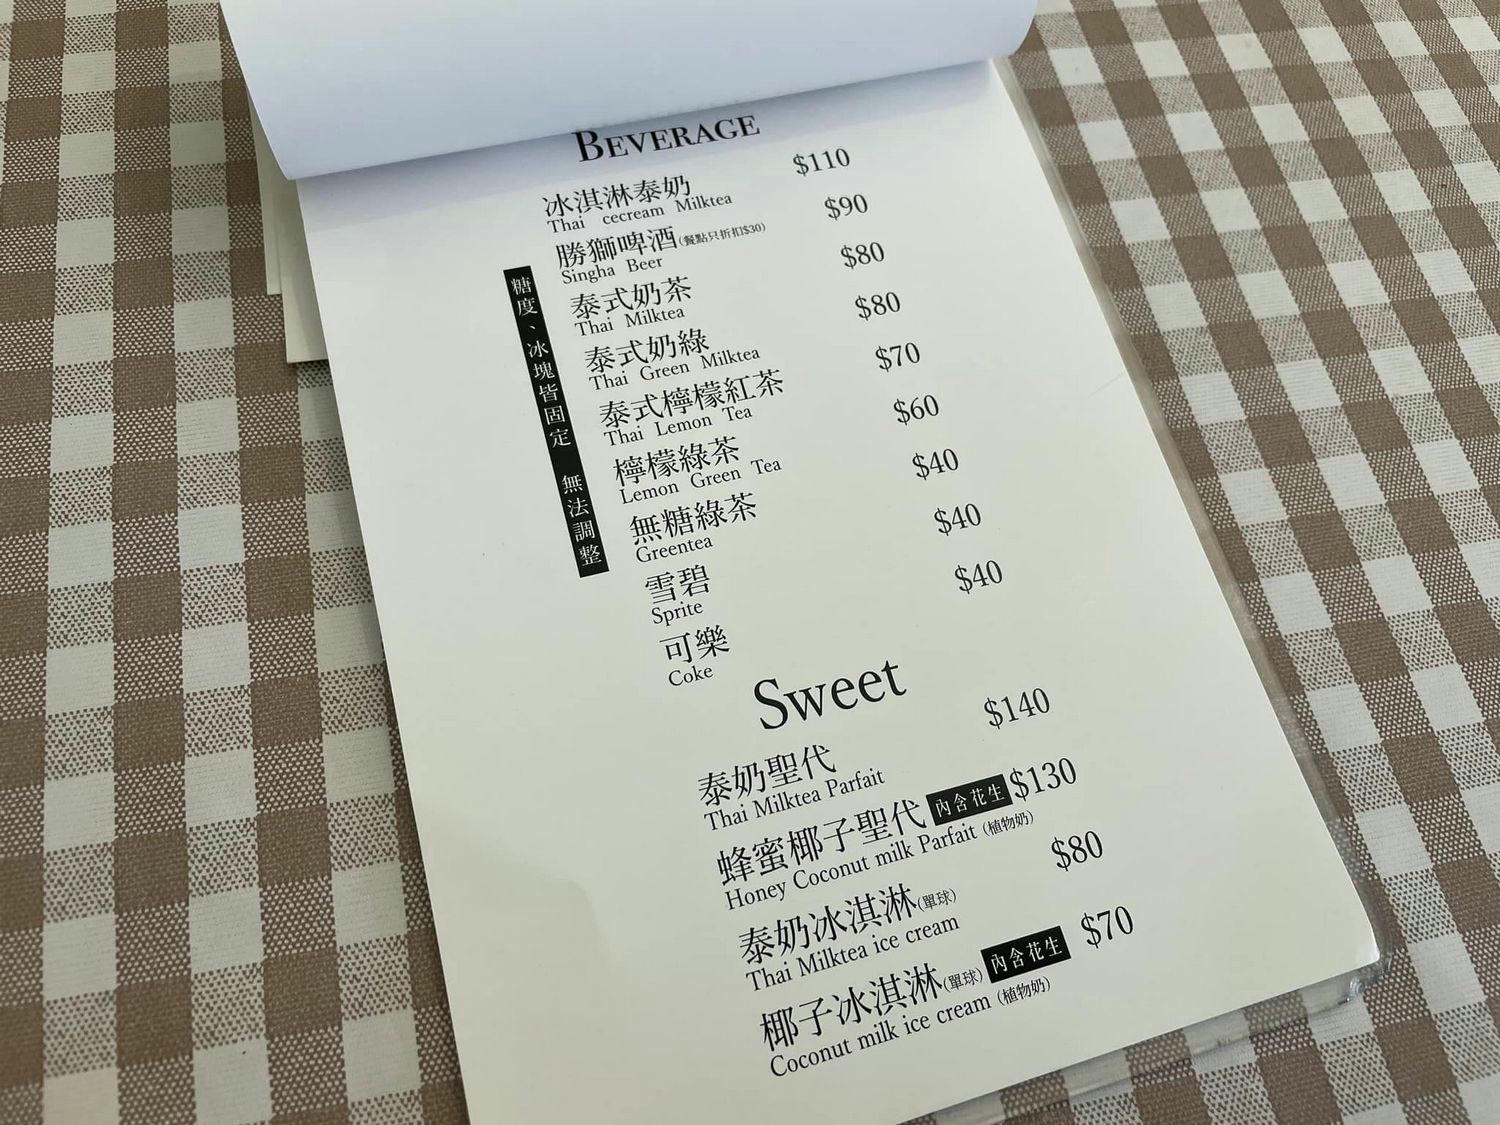 BEVERAGE
冰淇淋泰奶 $110
Thai cecream Milktea
勝獅啤酒(餐點只折扣$30) $90
Singha Beer
泰式奶茶 $80
Thai Milktea
泰式奶綠 $80
Thai Green Milktea
泰式檸檬紅茶 $70
Thai Lemon Tea
檸檬綠茶 $60
Lemon Green Tea
無糖綠茶 $40
Greentea
雪碧 $40
Sprite
可樂 $40
Coke
糖度、冰塊皆固定 無法調整
Sweet
泰奶聖代 $140
Thai Milktea Parfait
蜂蜜椰子聖代 內含花生 $130
Honey Coconut milk Parfait (植物奶)
泰奶冰淇淋(單球) $80
Thai Milktea ice cream
椰子冰淇淋(單球) 內含花生 $70
Coconut milk ice cream (植物奶)